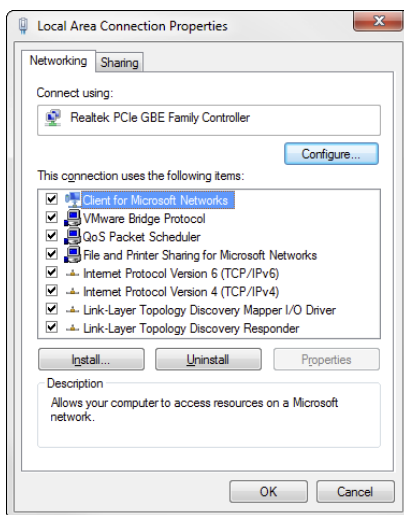 Local Area Connection Properties
Networking Sharing
Connect using:
Realtek PCIe GBE Family Controller
Configure...
This connection uses the following items:
Client for Microsoft Networks
VMware Bridge Protocol
QoS Packet Scheduler
File and Printer Sharing for Microsoft Networks
Internet Protocol Version 6 (TCP/IPv6)
Internet Protocol Version 4 (TCP/IPv4)
Link-Layer Topology Discovery Mapper I/O Driver
Link-Layer Topology Discovery Responder
Install... Uninstall Properties
Description
Allows your computer to access resources on a Microsoft
network.
OK Cancel